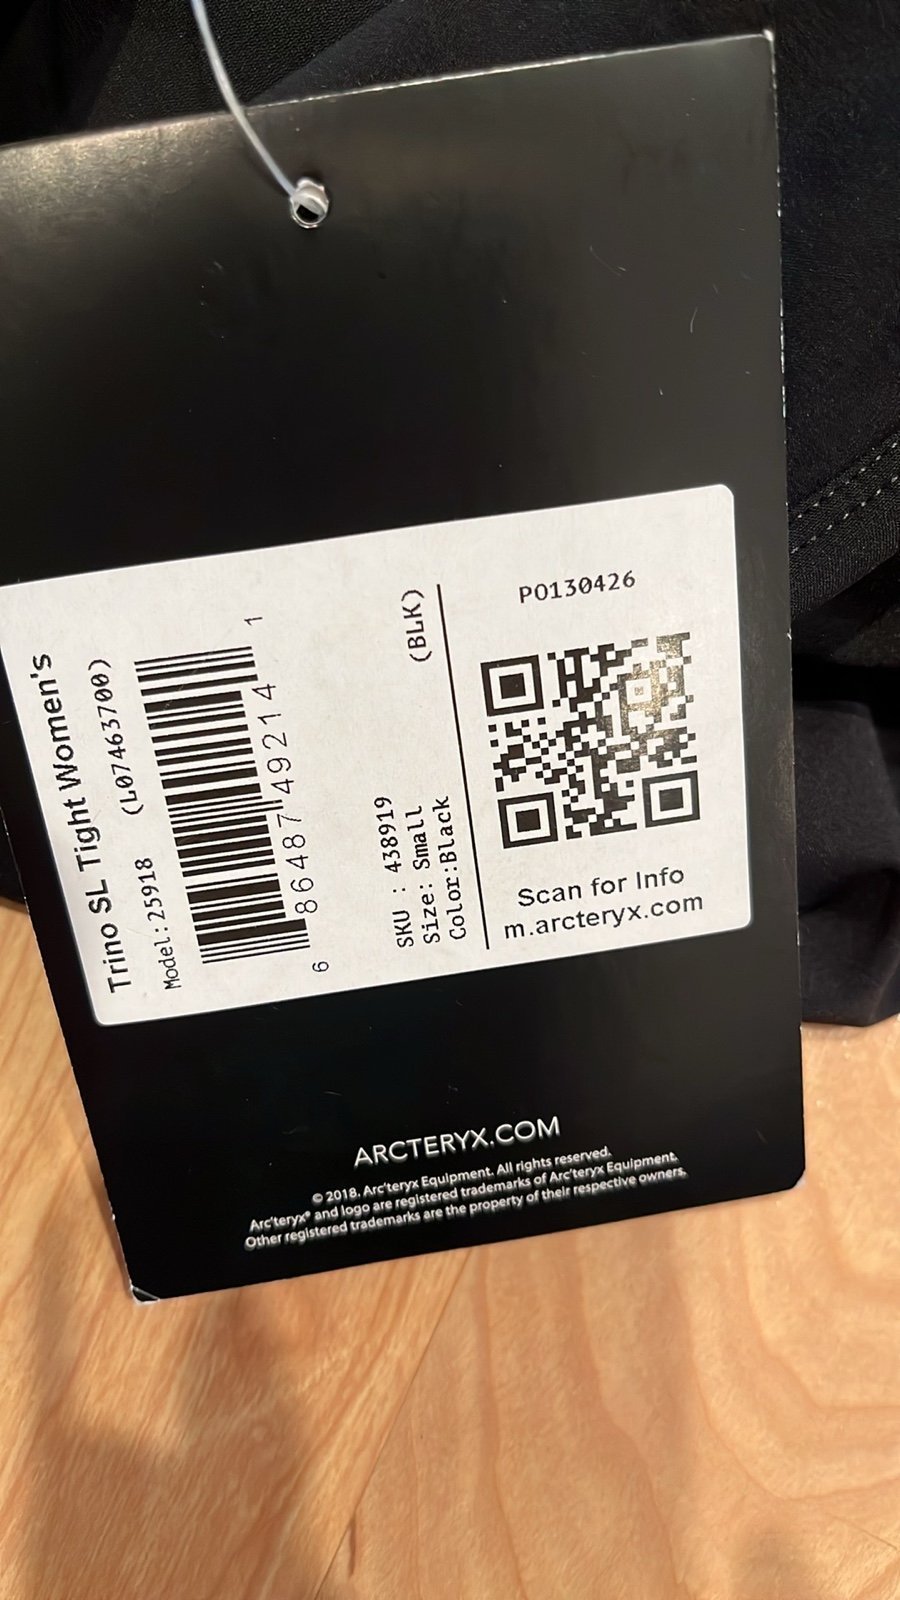 Trino SL Tight Women's
Model:25918 (L07463700)
6 86487 49214 1
SKU : 438919
Size: Small
Color:Black (BLK)
PO130426
Scan for Info
m.arcteryx.com
ARCTERYX.COM
© 2018. Arc'teryx Equipment. All rights reserved.
Arc'teryx® and logo are registered trademarks of Arc'teryx Equipment.
Other registered trademarks are the property of their respective owners.